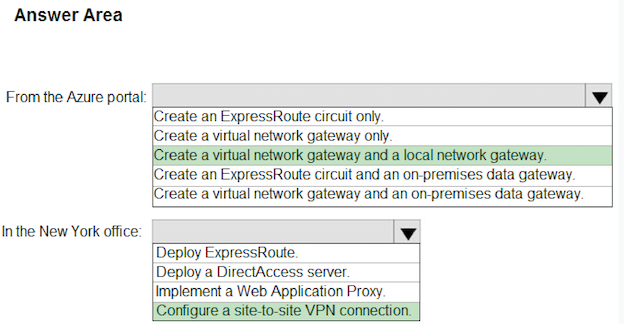 Answer Area
From the Azure portal:
Create an ExpressRoute circuit only.
Create a virtual network gateway only.
Create a virtual network gateway and a local network gateway.
Create an ExpressRoute circuit and an on-premises data gateway.
Create a virtual network gateway and an on-premises data gateway.
In the New York office:
Deploy ExpressRoute.
Deploy a DirectAccess server.
Implement a Web Application Proxy.
Configure a site-to-site VPN connection.